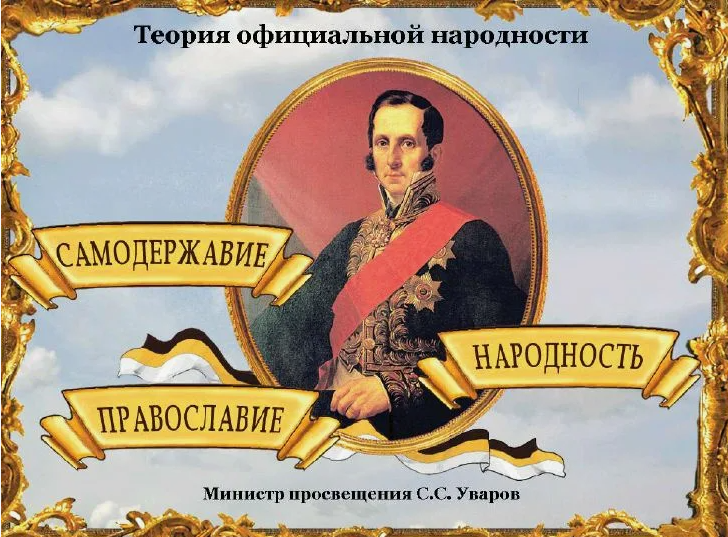 Теория официальной народности
САМОДЕРЖАВИЕ
НАРОДНОСТЬ
ПРАВОСЛАВИЕ
Министр просвещения С.С. Уваров